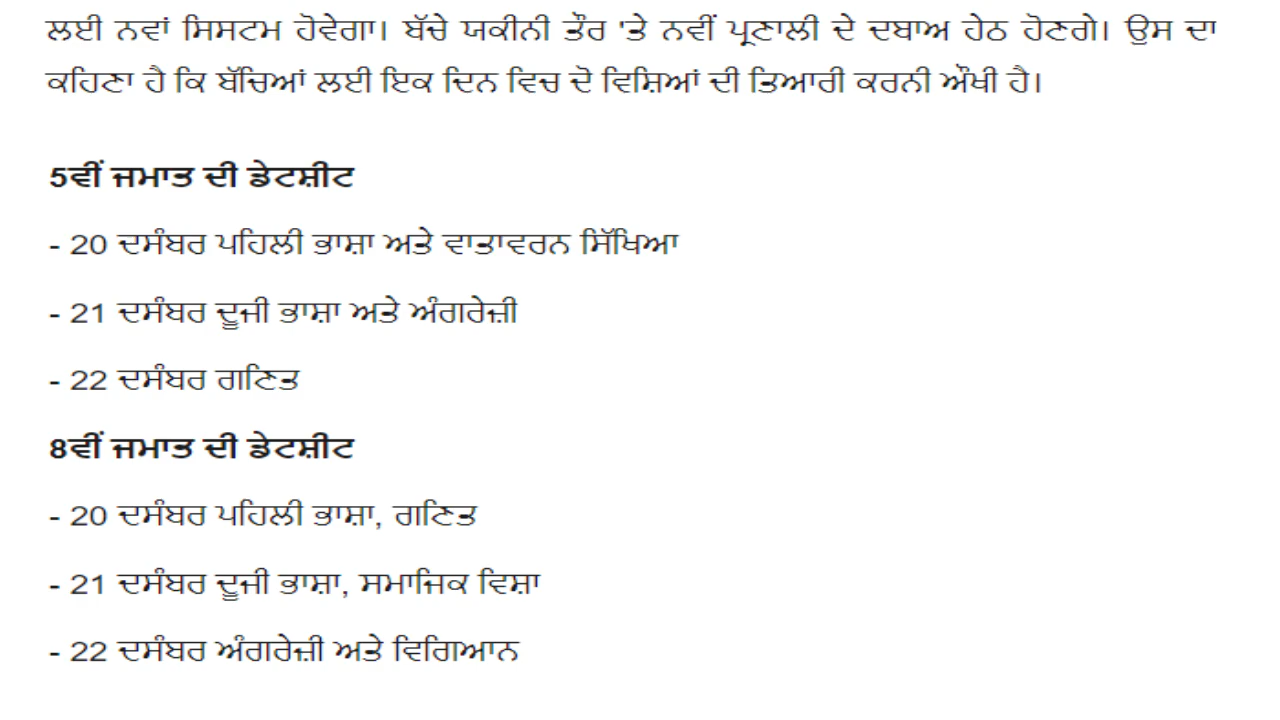 ਲਈ ਨਵਾਂ ਸਿਸਟਮ ਹੋਵੇਗਾ। ਬੱਚੇ ਯਕੀਨੀ ਤੌਰ 'ਤੇ ਨਵੀਂ ਪ੍ਰਣਾਲੀ ਦੇ ਦਬਾਅ ਹੇਠ ਹੋਣਗੇ। ਉਸ ਦਾ
ਕਹਿਣਾ ਹੈ ਕਿ ਬੱਚਿਆਂ ਲਈ ਇਕ ਦਿਨ ਵਿਚ ਦੋ ਵਿਸ਼ਿਆਂ ਦੀ ਤਿਆਰੀ ਕਰਨੀ ਔਖੀ ਹੈ।
5ਵੀਂ ਜਮਾਤ ਦੀ ਡੇਟਸ਼ੀਟ
- 20 ਦਸੰਬਰ ਪਹਿਲੀ ਭਾਸ਼ਾ ਅਤੇ ਵਾਤਾਵਰਨ ਸਿੱਖਿਆ
- 21 ਦਸੰਬਰ ਦੂਜੀ ਭਾਸ਼ਾ ਅਤੇ ਅੰਗਰੇਜ਼ੀ
- 22 ਦਸੰਬਰ ਗਣਿਤ
8ਵੀਂ ਜਮਾਤ ਦੀ ਡੇਟਸ਼ੀਟ
- 20 ਦਸੰਬਰ ਪਹਿਲੀ ਭਾਸ਼ਾ, ਗਣਿਤ
- 21 ਦਸੰਬਰ ਦੂਜੀ ਭਾਸ਼ਾ, ਸਮਾਜਿਕ ਵਿਸ਼ਾ
- 22 ਦਸੰਬਰ ਅੰਗਰੇਜ਼ੀ ਅਤੇ ਵਿਗਿਆਨ